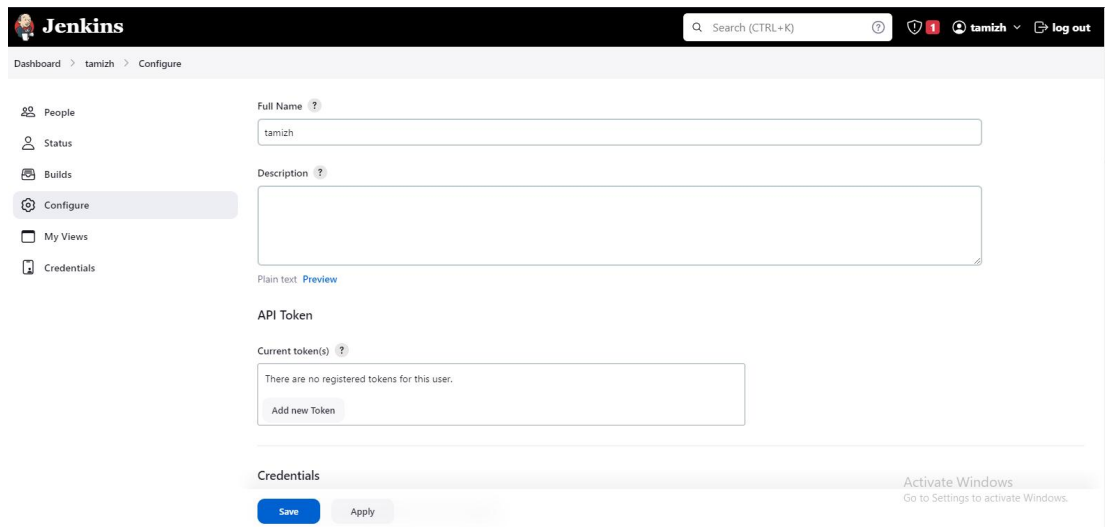 Jenkins
Search (CTRL+K) ?
1 tamizh log out
Dashboard > tamizh > Configure
People
Status
Builds
Configure
My Views
Credentials
Full Name ?
tamizh
Description ?
Plain text Preview
API Token
Current token(s) ?
There are no registered tokens for this user.
Add new Token
Credentials
Save Apply
Activate Windows
Go to Settings to activate Windows.